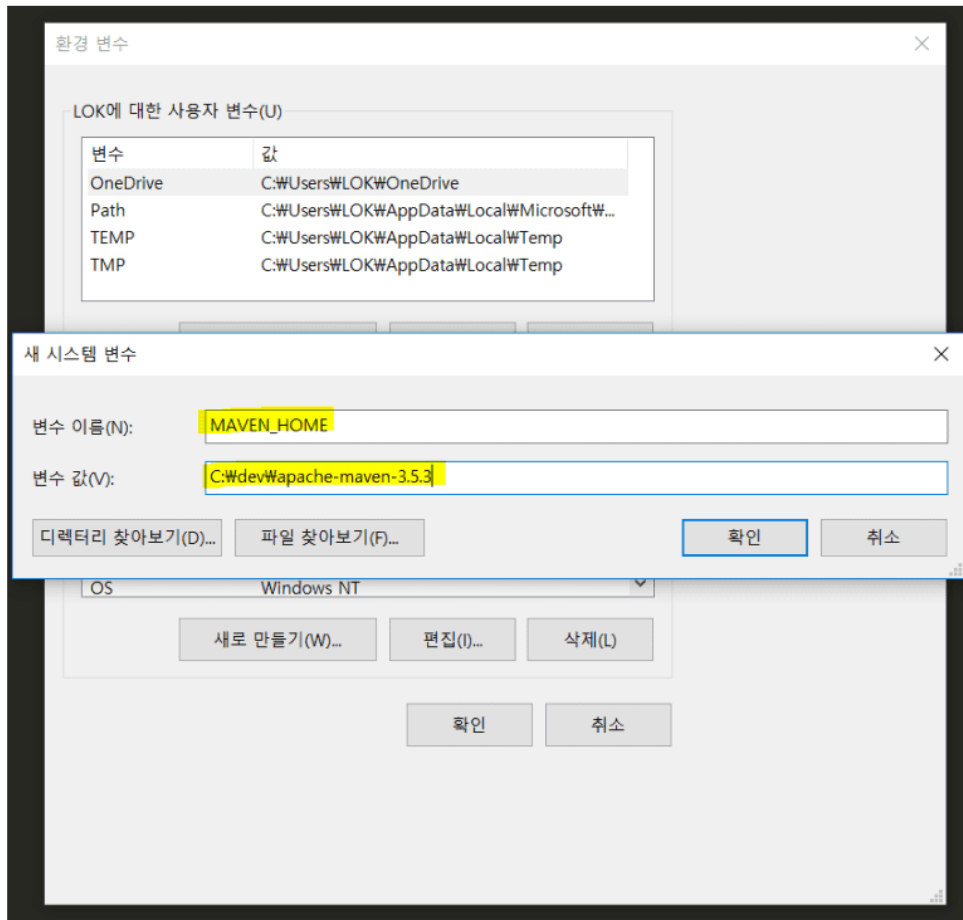 환경 변수
LOK에 대한 사용자 변수(U)
변수 값
OneDrive C:₩Users₩LOK₩OneDrive
Path C:₩Users₩LOK₩AppData₩Local₩Microsoft₩...
TEMP C:₩Users₩LOK₩AppData₩Local₩Temp
TMP C:₩Users₩LOK₩AppData₩Local₩Temp
새 시스템 변수
변수 이름(N): MAVEN_HOME
변수 값(V): C:₩dev₩apache-maven-3.5.3
디렉터리 찾아보기(D)... 파일 찾아보기(F)... 확인 취소
OS Windows NT
새로 만들기(W)... 편집(I)... 삭제(L)
확인 취소